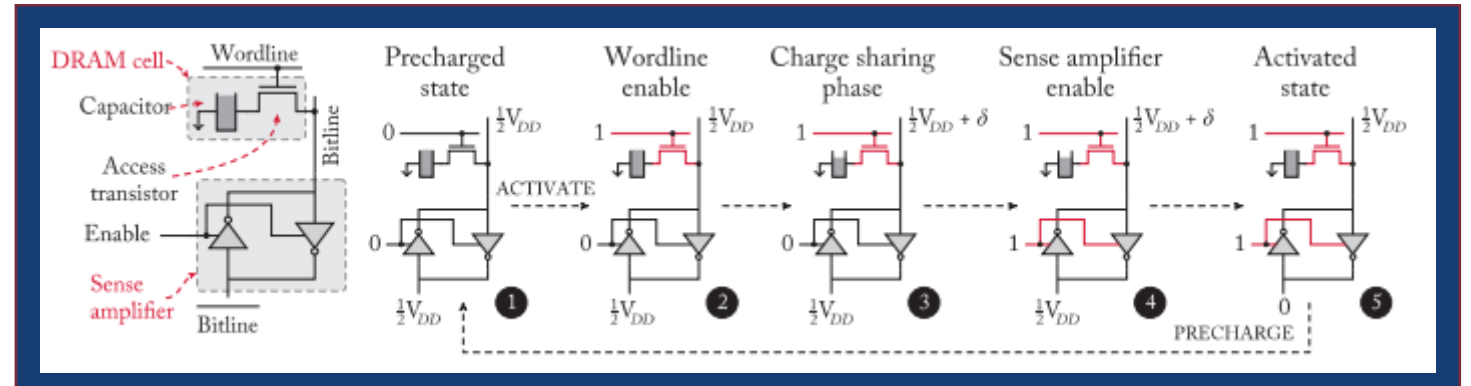 DRAM cell
Wordline
Capacitor
Bitline
Access
transistor
Enable
Sense
amplifier
Bitline
Precharged
state
0
½V_DD
0
½V_DD
1
ACTIVATE
Wordline
enable
1
½V_DD
0
½V_DD
2
Charge sharing
phase
1
½V_DD + δ
0
½V_DD
3
Sense amplifier
enable
1
½V_DD + δ
1
½V_DD
4
Activated
state
1
½V_DD
1
0
5
PRECHARGE